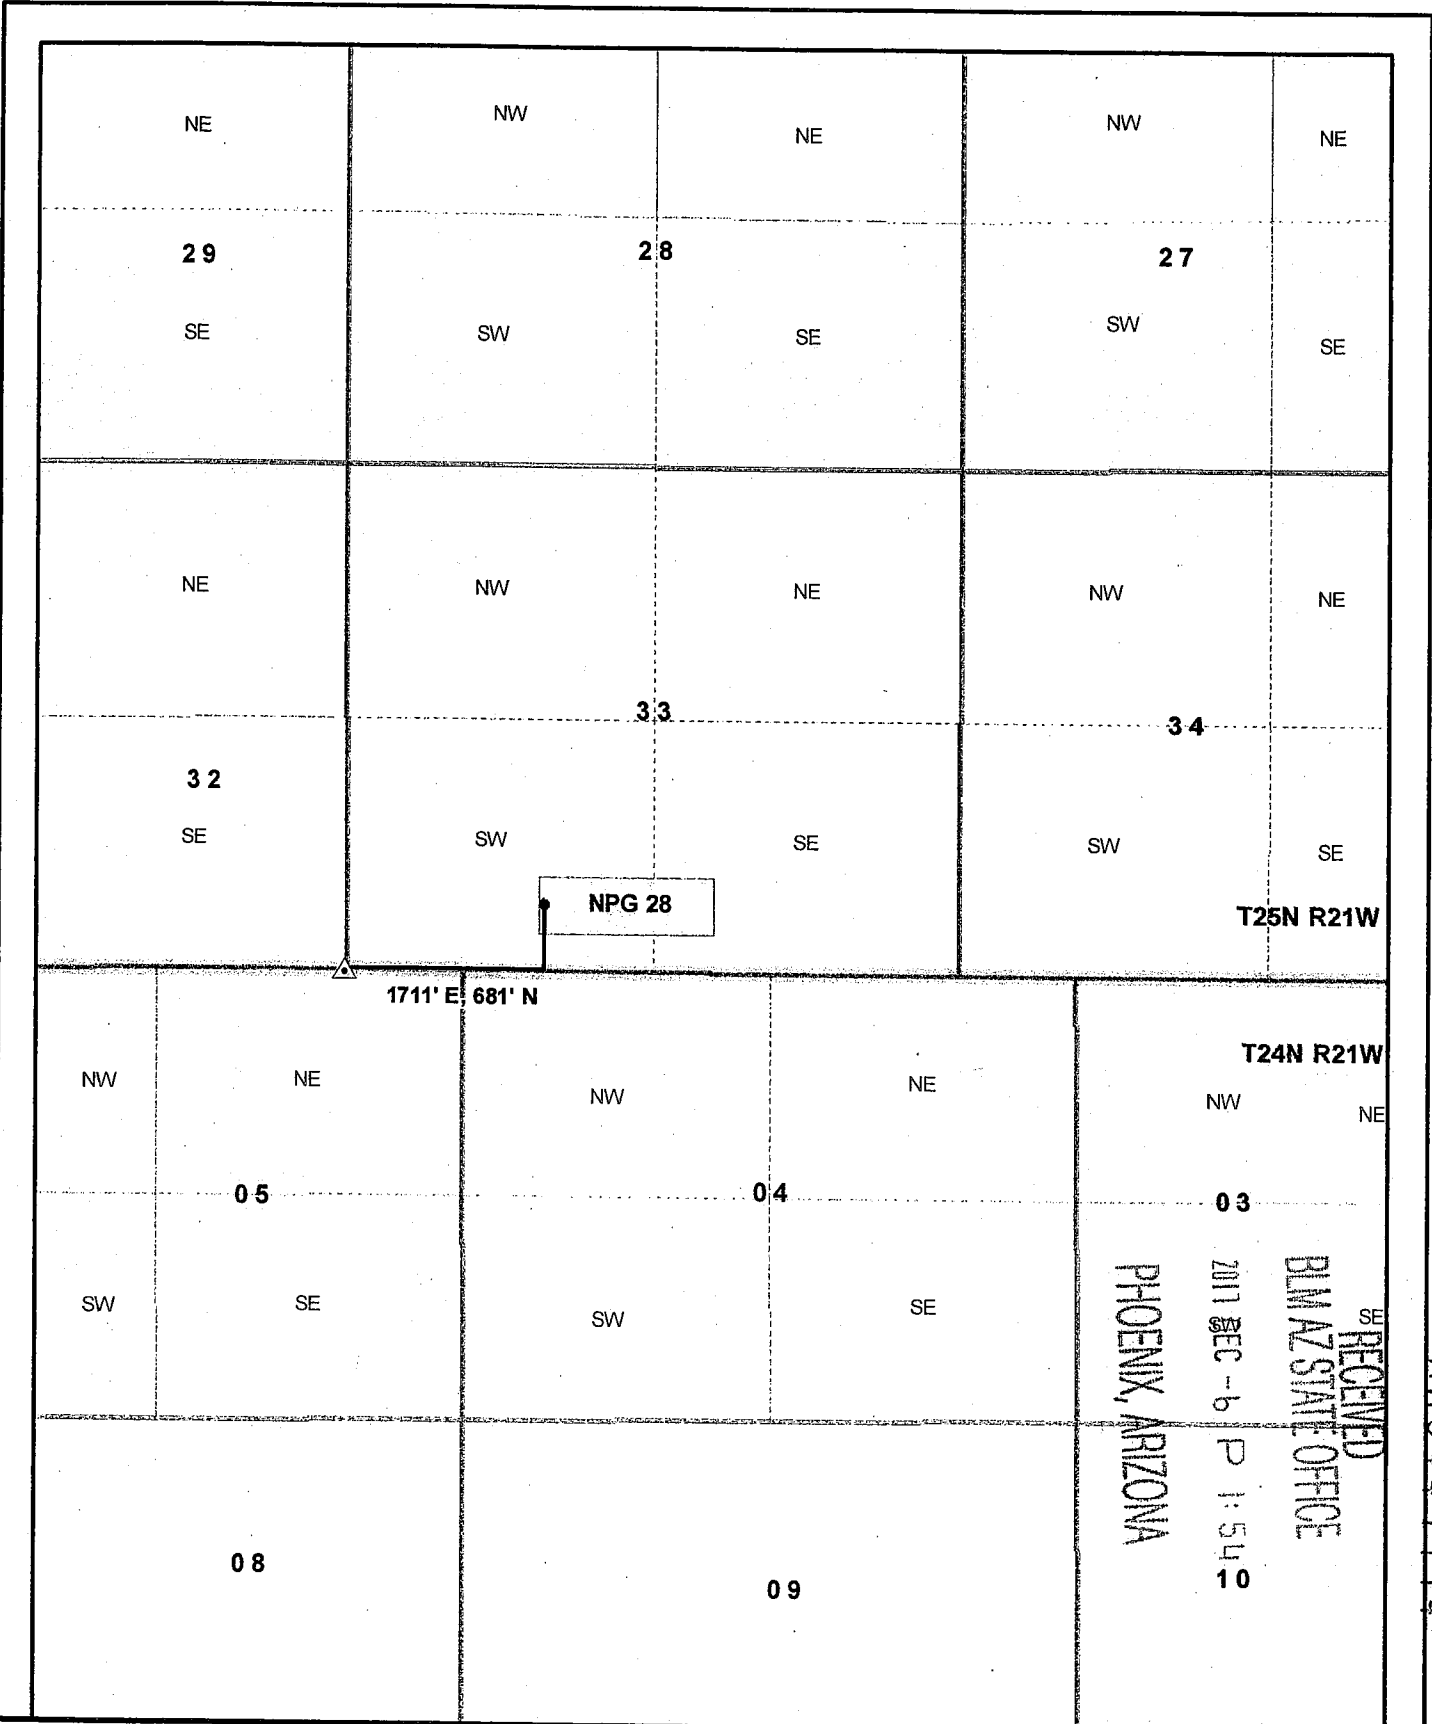 NE NW NE NW NE
29 28 27
SE SW SE SW SE
NE NW NE NW NE
33 34
32
SE SW SE SW SE
NPG 28
T25N R21W
1711' E, 681' N
T24N R21W
NW NE NW NE NW NE
05 04 03
SW SE SW SE SW SE
RECEIVED
BLM AZ STATE OFFICE
2011 DEC -6 P 1:54
PHOENIX, ARIZONA
08 09 10